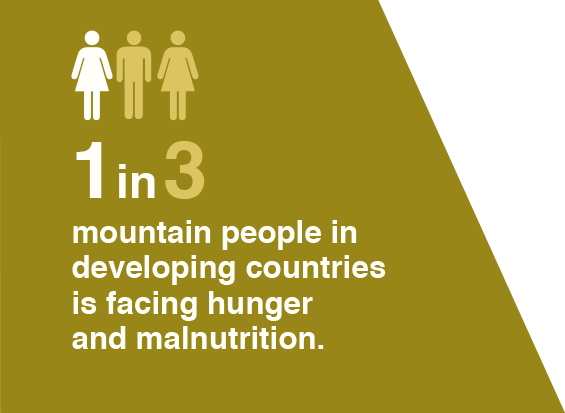 1 in 3
mountain people in
developing countries
is facing hunger
and malnutrition.